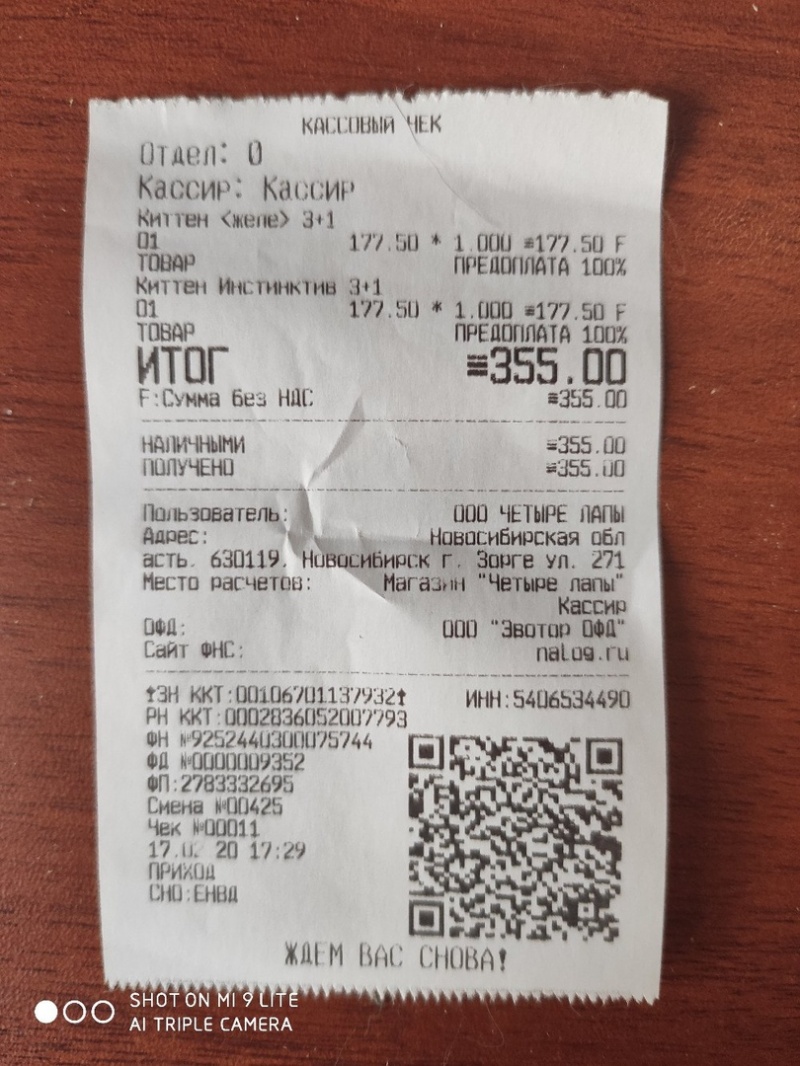 КАССОВЫЙ ЧЕК
Отдел: 0
Кассир: Кассир
Киттен <желе> 3+1
01 177.50 * 1.000 ≡177.50 F
ТОВАР ПРЕДОПЛАТА 100%
Киттен Инстинктив 3+1
01 177.50 * 1.000 ≡177.50 F
ТОВАР ПРЕДОПЛАТА 100%
ИТОГ ≡355.00
F:Сумма без НДС ≡355.00
НАЛИЧНЫМИ ≡355.00
ПОЛУЧЕНО ≡355.00
Пользователь: ООО ЧЕТЫРЕ ЛАПЫ
Адрес: Новосибирская обл
асть. 630119. Новосибирск г. Зорге ул. 271
Место расчетов: Магазин "Четыре лапы"
Кассир
ОФД: ООО "Эвотор ОФД"
Сайт ФНС: nalog.ru
ЗН ККТ:00106701137932 ИНН:5406534490
РН ККТ:0002836052007793
ФН №9252440300075744
ФД №0000009352
ФП:2783332695
Смена №00425
Чек №00011
20 17:29
ПРИХОД
СНО:ЕНВД
ЖДЕМ ВАС СНОВА!
SHOT ON MI 9 LITE
AI TRIPLE CAMERA